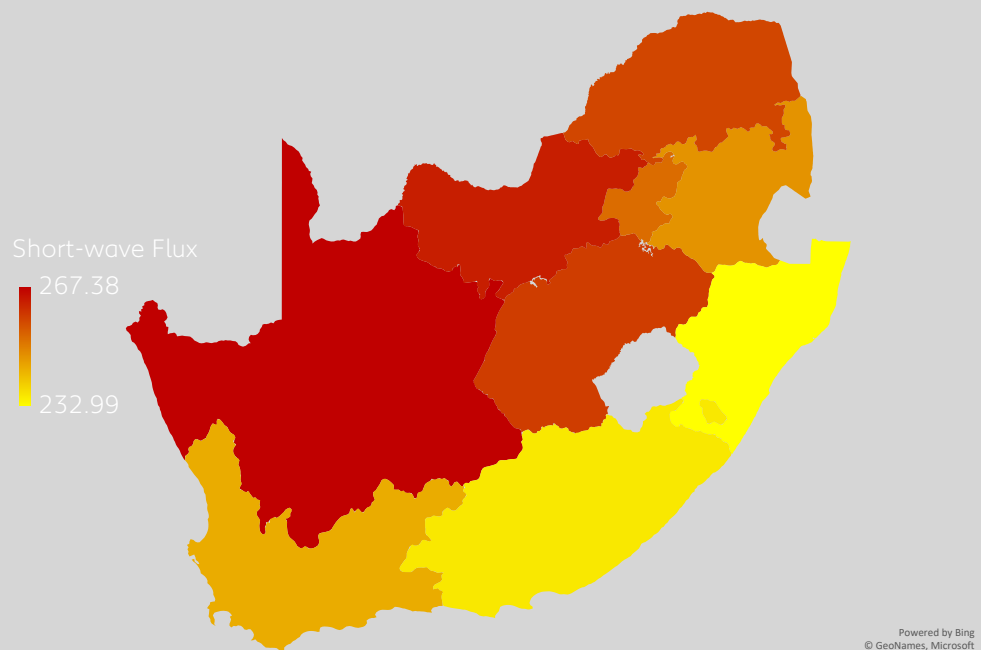 Short-wave Flux
267.38
232.99
Powered by Bing
© GeoNames, Microsoft